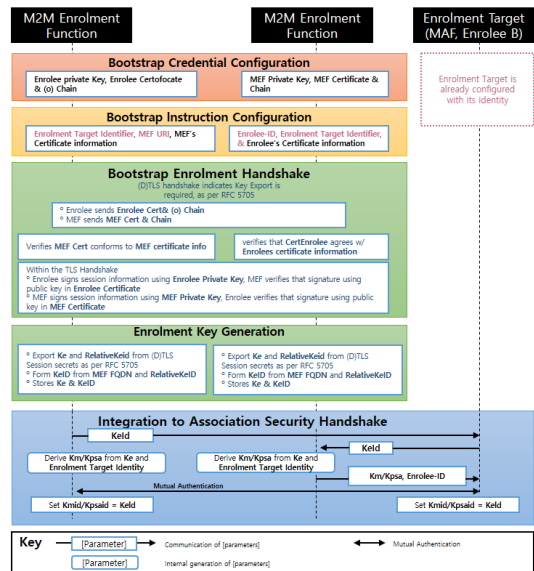 M2M Enrolment
Function
M2M Enrolment
Function
Enrolment Target
(MAF, Enrolee B)
Bootstrap Credential Configuration
Enrolee private Key, Enrolee Certofocate
& (o) Chain
MEF Private Key, MEF Certificate &
Chain
Enrolment Target is
already configured
with its identity
Bootstrap Instruction Configuration
Enrolment Target Identifier, MEF URI, MEF's
Certificate information
Enrolee-ID, Enrolment Target Identifier,
& Enrolee's Certificate information
Bootstrap Enrolment Handshake
(D)TLS handshake indicates Key Export is
required, as per RFC 5705
° Enrolee sends Enrolee Cert& (o) Chain
° MEF sends MEF Cert & Chain
Verifies MEF Cert conforms to MEF certificate info
verifies that CertEnrolee agrees w/
Enrolees certificate information
Within the TLS Handshake
° Enrolee signs session information using Enrolee Private Key, MEF verifies that signature using
public key in Enrolee Certificate
° MEF signs session information using MEF Private Key, Enrolee verifies that signature using public
key in MEF Certificate
Enrolment Key Generation
° Export Ke and RelativeKeid from (D)TLS
Session secrets as per RFC 5705
° Form KeID from MEF FQDN and RelativeKeID
° Stores Ke & KeID
° Export Ke and RelativeKeid from (D)TLS
Session secrets as per RFC 5705
° Form KeID from MEF FQDN and RelativeKeID
° Stores Ke & KeID
Integration to Association Security Handshake
KeId
KeId
Derive Km/Kpsa from Ke and
Enrolment Target Identity
Derive Km/Kpsa from Ke and
Enrolment Target Identity
Km/Kpsa, Enrolee-ID
Mutual Authentication
Set Kmid/Kpsaid = KeId
Set Kmid/Kpsaid = KeId
Key
[Parameter]
Communication of [parameters]
Mutual Authentication
[Parameter]
Internal generation of [parameters]